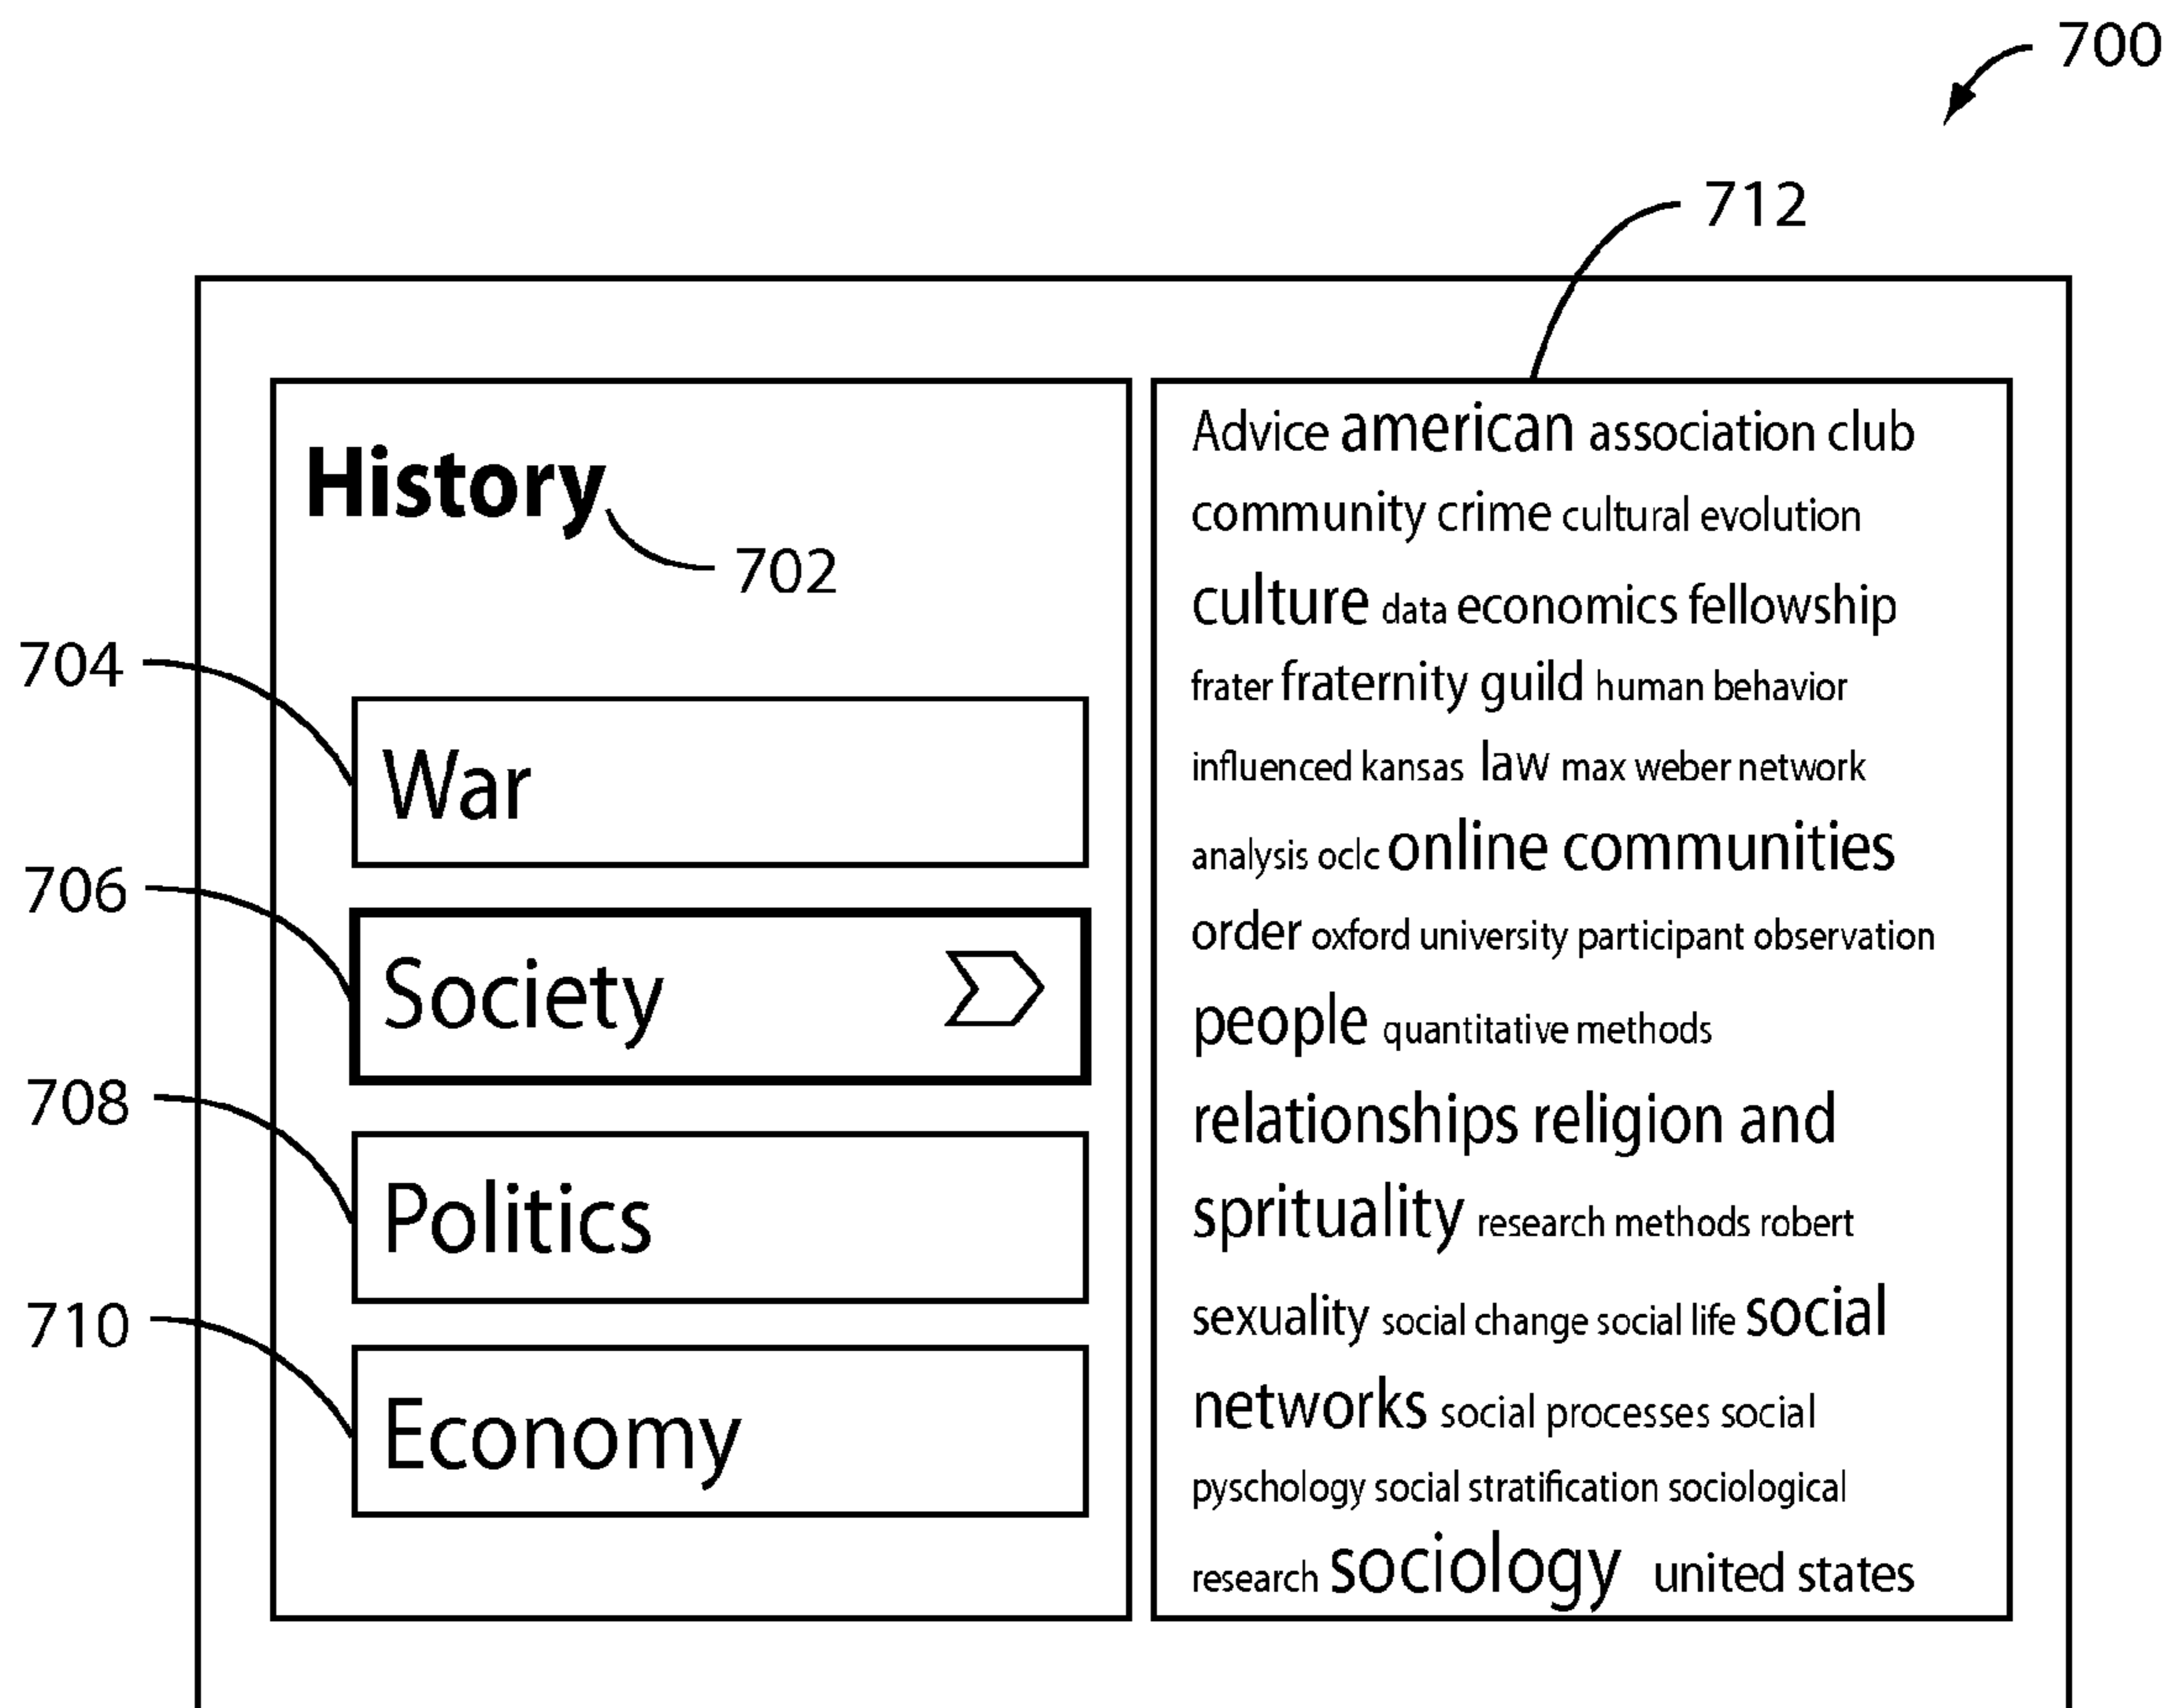 700
712
History
702
704
War
706
Society
708
Politics
710
Economy
Advice american association club
community crime cultural evolution
culture data economics fellowship
frater fraternity guild human behavior
influenced kansas law max weber network
analysis oclc online communities
order oxford university participant observation
people quantitative methods
relationships religion and
sprituality research methods robert
sexuality social change social life social
networks social processes social
pyschology social stratification sociological
research sociology united states